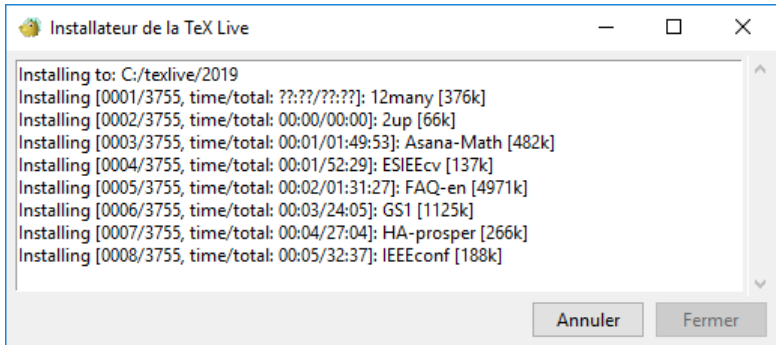 Installateur de la TeX Live
Installing to: C:/texlive/2019
Installing [0001/3755, time/total: ??:??/??:??]: 12many [376k]
Installing [0002/3755, time/total: 00:00/00:00]: 2up [66k]
Installing [0003/3755, time/total: 00:01/01:49:53]: Asana-Math [482k]
Installing [0004/3755, time/total: 00:01/52:29]: ESIEEcv [137k]
Installing [0005/3755, time/total: 00:02/01:31:27]: FAQ-en [4971k]
Installing [0006/3755, time/total: 00:03/24:05]: GS1 [1125k]
Installing [0007/3755, time/total: 00:04/27:04]: HA-prosper [266k]
Installing [0008/3755, time/total: 00:05/32:37]: IEEEconf [188k]
Annuler Fermer